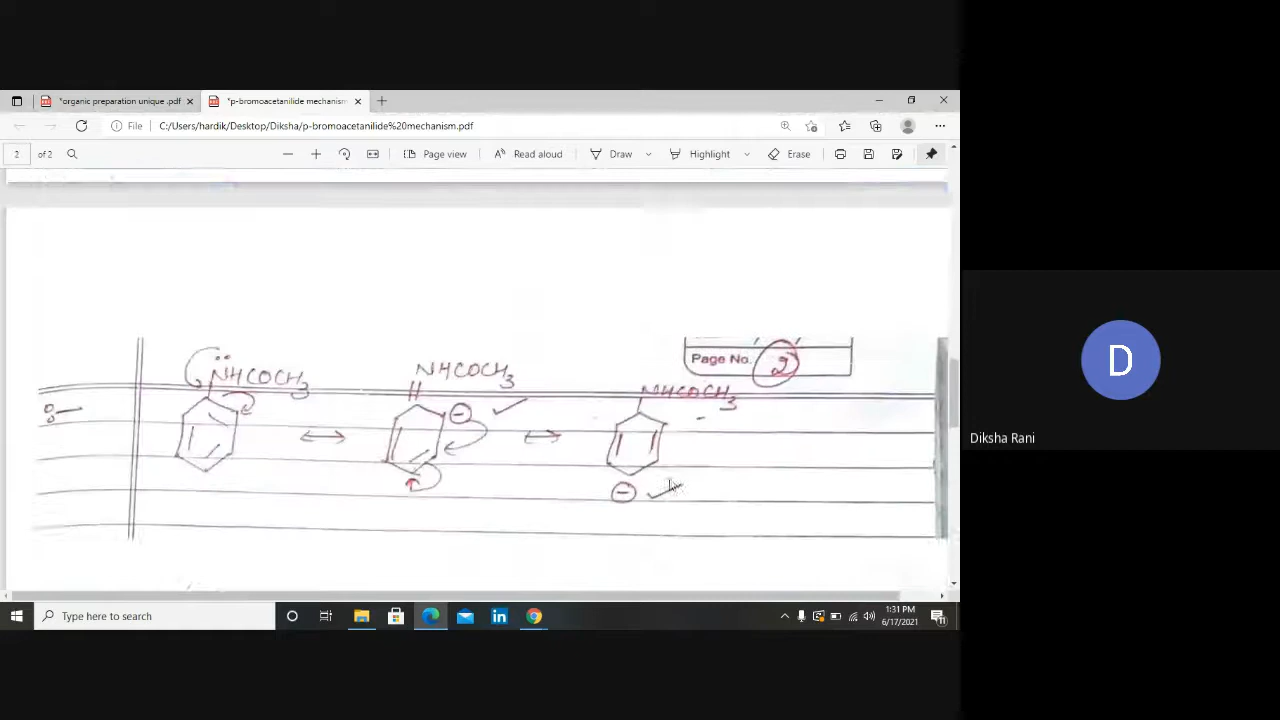 *organic preparation unique .pdf
*p-bromoacetanilide mechanism
File
C:/Users/hardik/Desktop/Diksha/p-bromoacetanilide%20mechanism.pdf
2 of 2
Page view
Read aloud
Draw
Highlight
Erase
Page No. 2
NHCOCH3
NHCOCH3
NHCOCH3
D
Diksha Rani
Type here to search
1:31 PM
6/17/2021